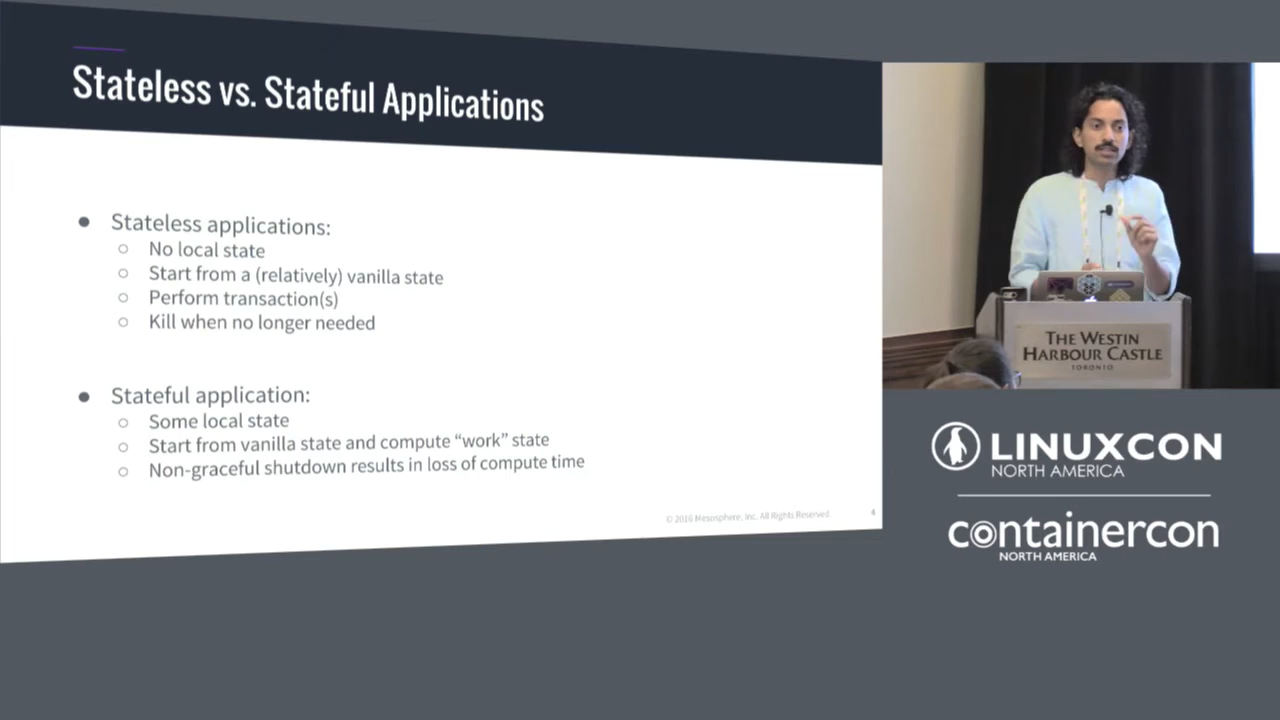 Stateless vs. Stateful Applications
● Stateless applications:
○ No local state
○ Start from a (relatively) vanilla state
○ Perform transaction(s)
○ Kill when no longer needed
● Stateful application:
○ Some local state
○ Start from vanilla state and compute “work” state
○ Non-graceful shutdown results in loss of compute time
© 2016 Mesosphere, Inc. All Rights Reserved
4
THE WESTIN
HARBOUR CASTLE
TORONTO
LINUXCON
NORTH AMERICA
containercon
NORTH AMERICA